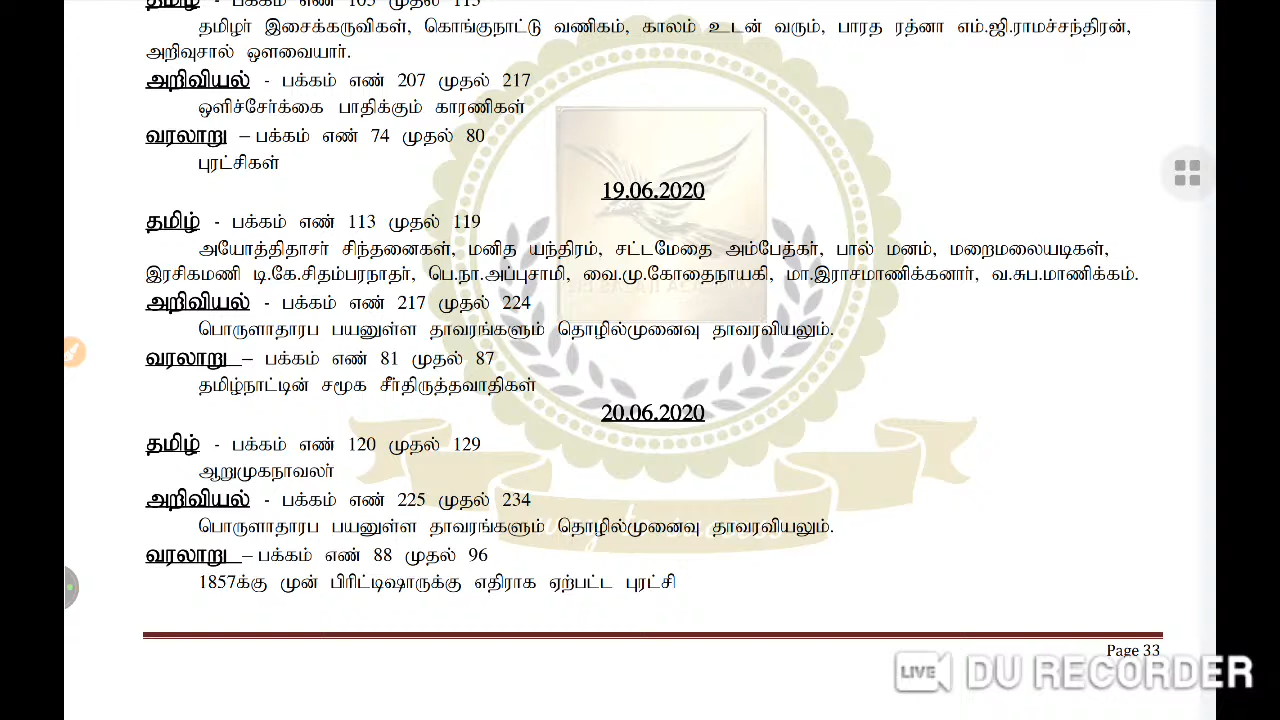 தமிழ் - பக்கம் எண் 105 முதல் 113
தமிழர் இசைக்கருவிகள், கொங்குநாட்டு வணிகம், காலம் உடன் வரும், பாரத ரத்னா எம்.ஜி.ராமச்சந்திரன்,
அறிவுசால் ஔவையார்.
அறிவியல் - பக்கம் எண் 207 முதல் 217
ஒளிச்சேர்க்கை பாதிக்கும் காரணிகள்
வரலாறு – பக்கம் எண் 74 முதல் 80
புரட்சிகள்
19.06.2020
தமிழ் - பக்கம் எண் 113 முதல் 119
அயோத்திதாசர் சிந்தனைகள், மனித யந்திரம், சட்டமேதை அம்பேத்கர், பால் மனம், மறைமலையடிகள்,
இரசிகமணி டி.கே.சிதம்பரநாதர், பெ.நா.அப்புசாமி, வை.மு.கோதைநாயகி, மா.இராசமாணிக்கனார், வ.சுப.மாணிக்கம்.
அறிவியல் - பக்கம் எண் 217 முதல் 224
பொருளாதாரப பயனுள்ள தாவரங்களும் தொழில்முனைவு தாவரவியலும்.
வரலாறு – பக்கம் எண் 81 முதல் 87
தமிழ்நாட்டின் சமூக சீர்திருத்தவாதிகள்
20.06.2020
தமிழ் - பக்கம் எண் 120 முதல் 129
ஆறுமுகநாவலர்
அறிவியல் - பக்கம் எண் 225 முதல் 234
பொருளாதாரப பயனுள்ள தாவரங்களும் தொழில்முனைவு தாவரவியலும்.
வரலாறு – பக்கம் எண் 88 முதல் 96
1857க்கு முன் பிரிட்டிஷாருக்கு எதிராக ஏற்பட்ட புரட்சி
Page 33
LIVE DU RECORDER